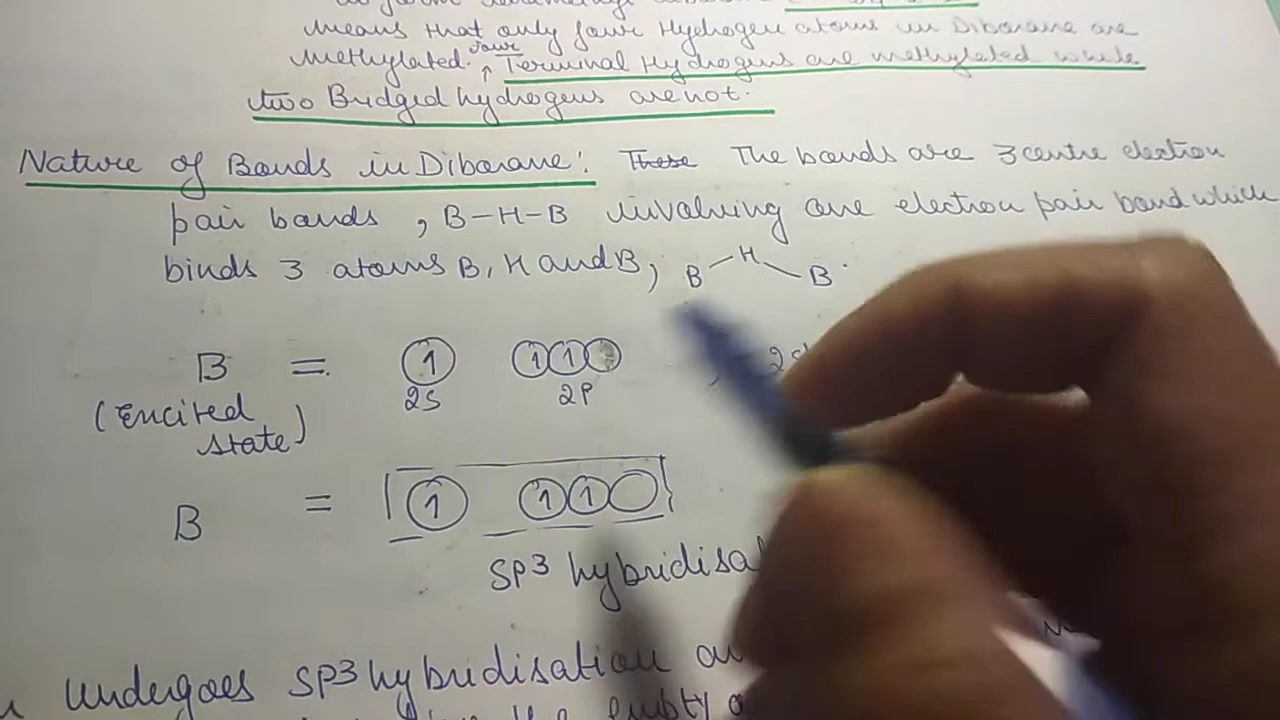 means that only four Hydrogen atoms in Diborane are
Methylated. four Terminal Hydrogens are methylated while
two Bridged hydrogens are not.
Nature of Bonds in Diborane: These The bonds are 3 centre electron
pair bonds, B-H-B involving one electron pair bond which
binds 3 atoms B, H and B, B-H-B.
B = 1 1 1
(Excited state) 2s 2P
B = 1 1 1
SP3 hybridisa
undergoes SP3 hybridisation
the empty